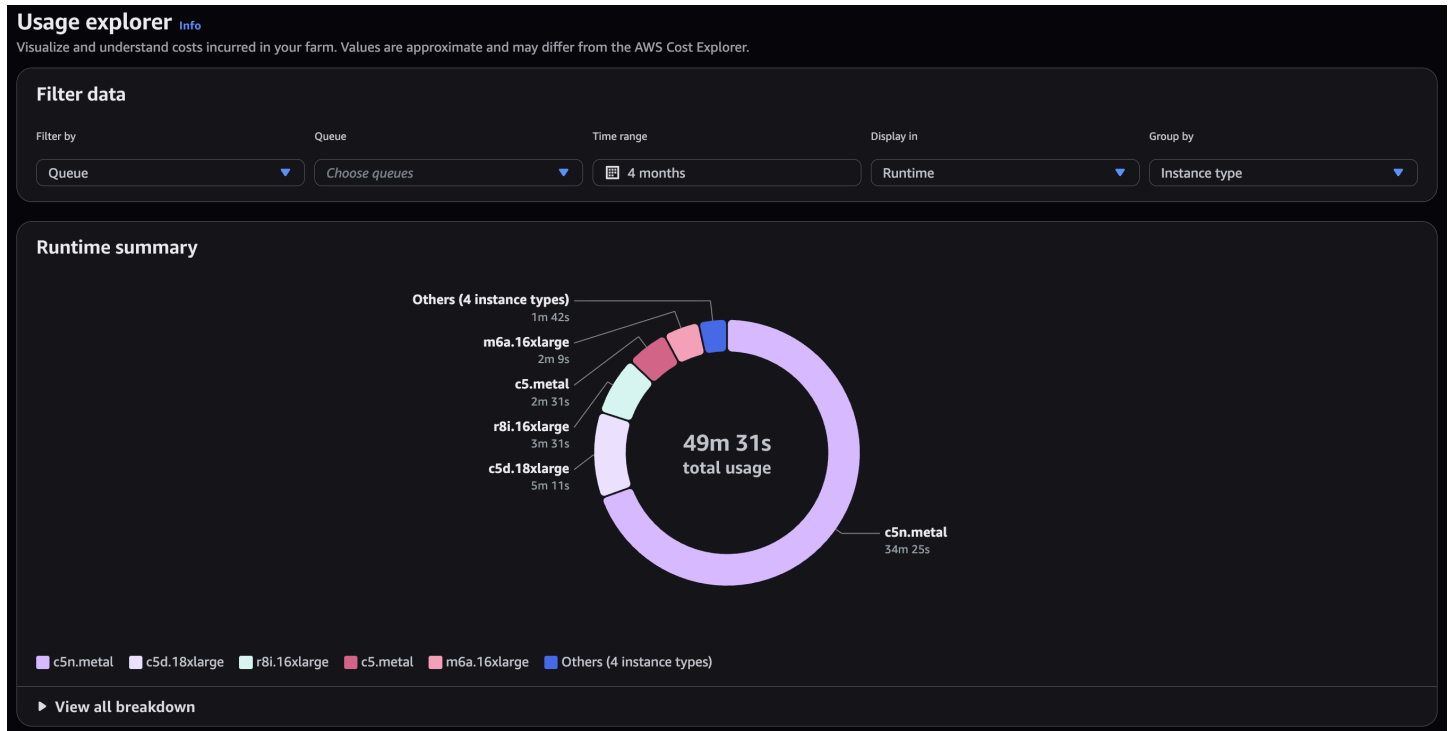 Usage explorer Info
Visualize and understand costs incurred in your farm. Values are approximate and may differ from the AWS Cost Explorer.
Filter data
Filter by
Queue
Queue
Choose queues
Time range
4 months
Display in
Runtime
Group by
Instance type
Runtime summary
Others (4 instance types)
1m 42s
m6a.16xlarge
2m 9s
c5.metal
2m 31s
r8i.16xlarge
3m 31s
c5d.18xlarge
5m 11s
49m 31s
total usage
c5n.metal
34m 25s
c5n.metal c5d.18xlarge r8i.16xlarge c5.metal m6a.16xlarge Others (4 instance types)
View all breakdown